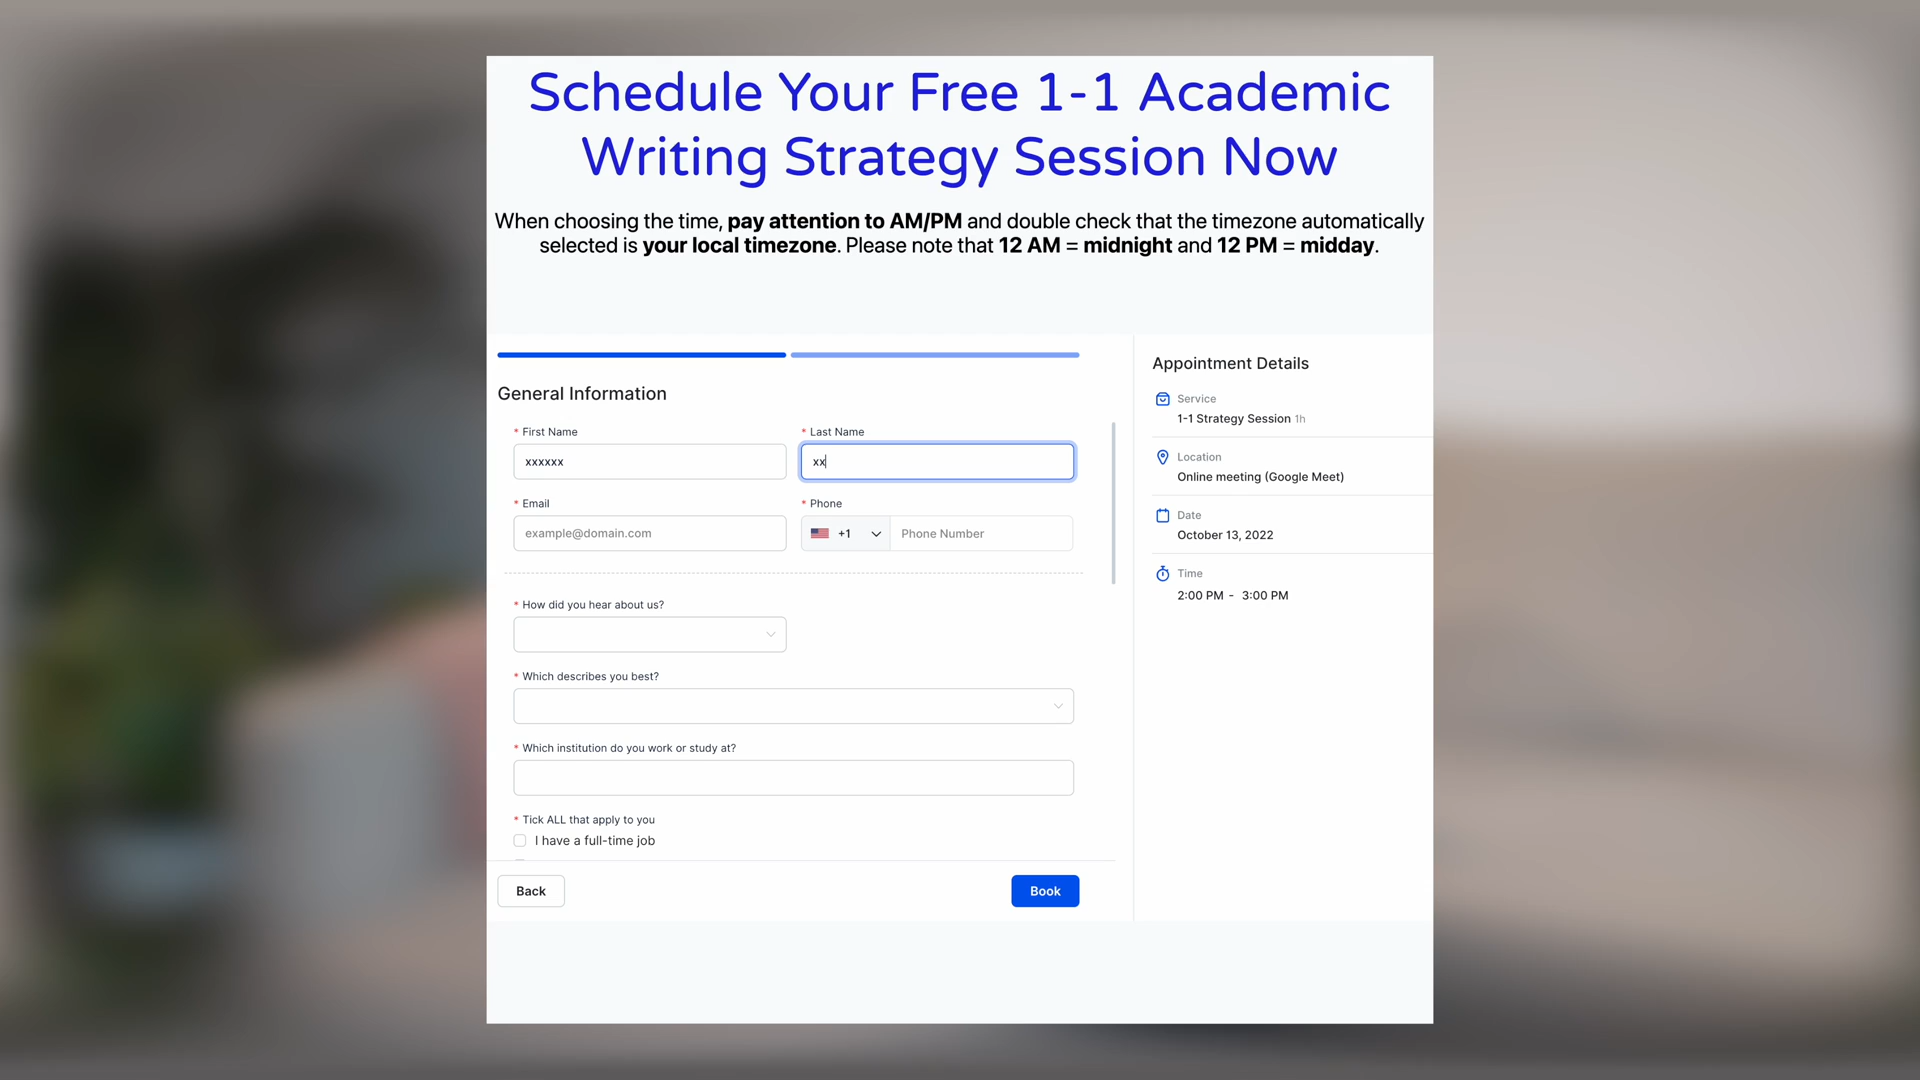 Schedule Your Free 1-1 Academic
Writing Strategy Session Now
When choosing the time, pay attention to AM/PM and double check that the timezone automatically
selected is your local timezone. Please note that 12 AM = midnight and 12 PM = midday.
General Information
* First Name
xxxxxx
* Last Name
xx
* Email
example@domain.com
* Phone
+1
Phone Number
* How did you hear about us?
* Which describes you best?
* Which institution do you work or study at?
* Tick ALL that apply to you
I have a full-time job
Back
Book
Appointment Details
Service
1-1 Strategy Session 1h
Location
Online meeting (Google Meet)
Date
October 13, 2022
Time
2:00 PM - 3:00 PM